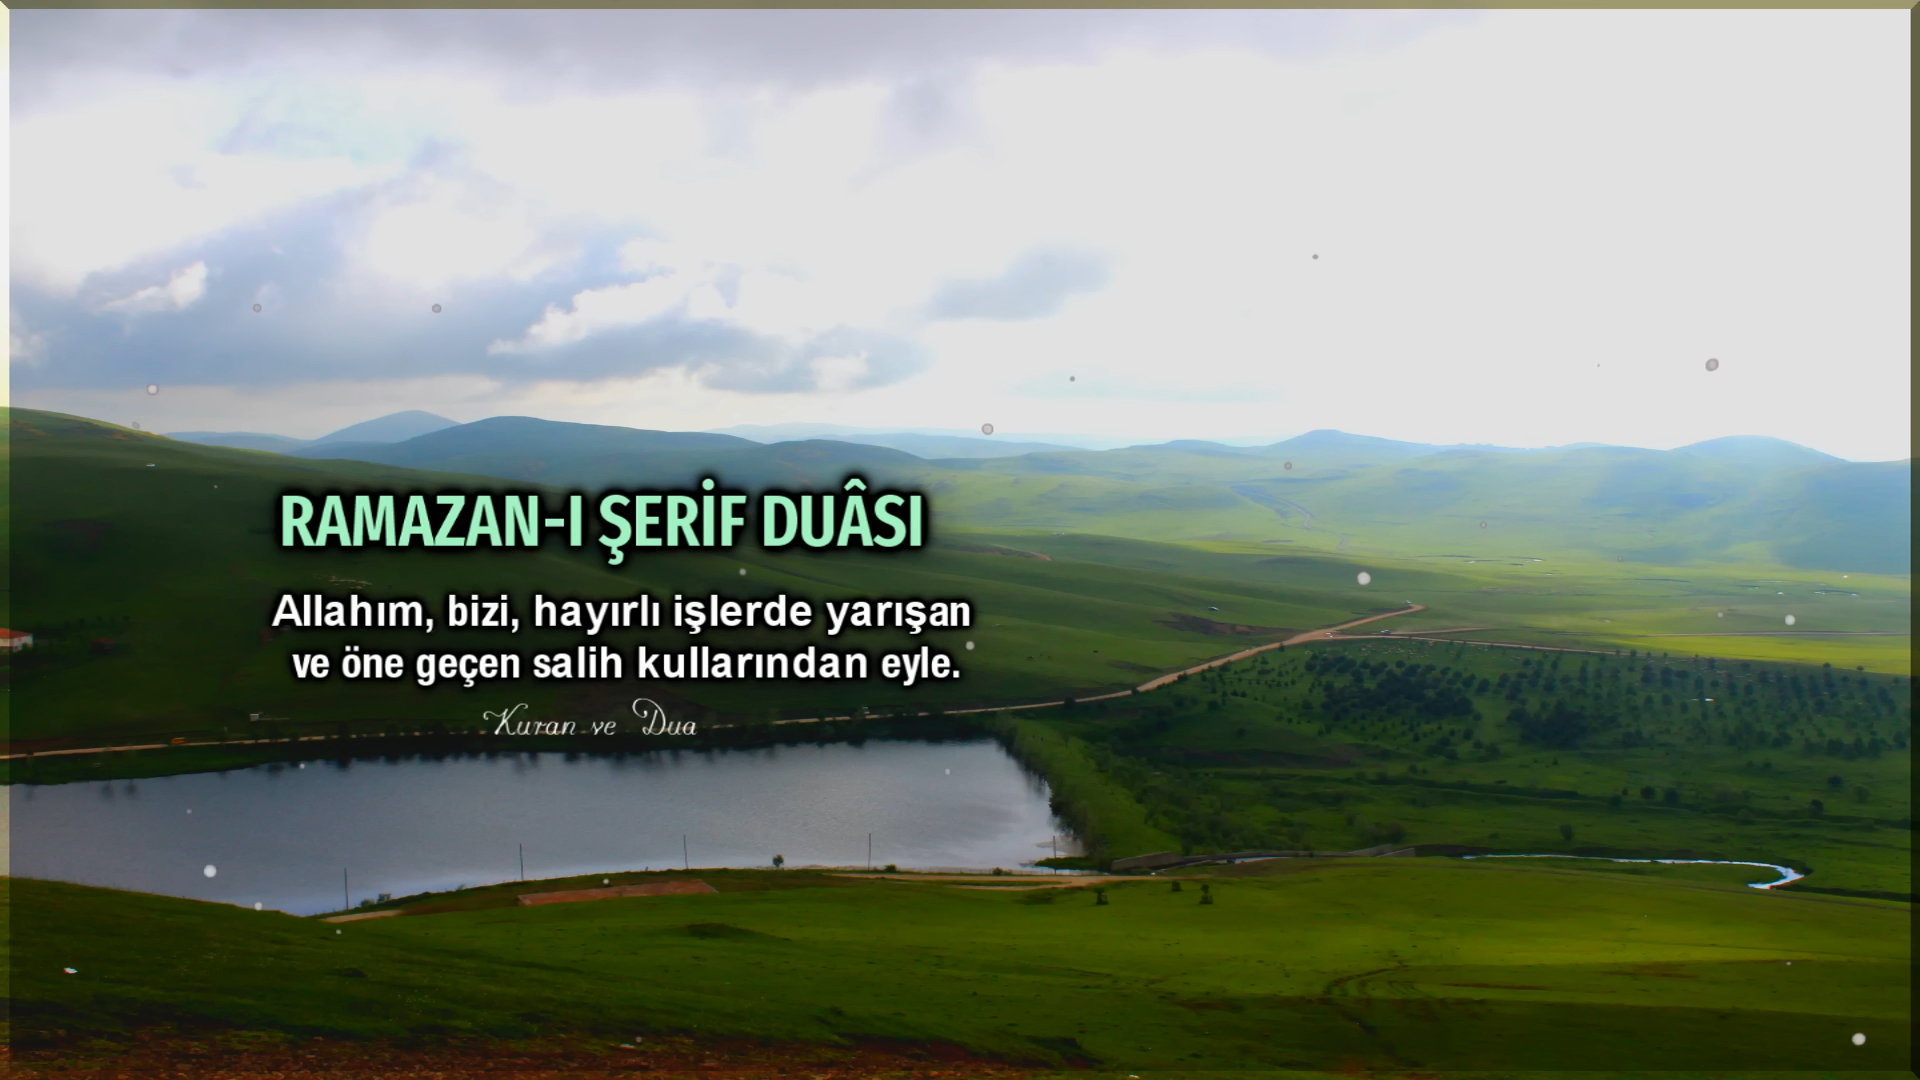 RAMAZAN-I ŞERİF DUÂSI
Allahım, bizi, hayırlı işlerde yarışan
ve öne geçen salih kullarından eyle.
Kuran ve Dua